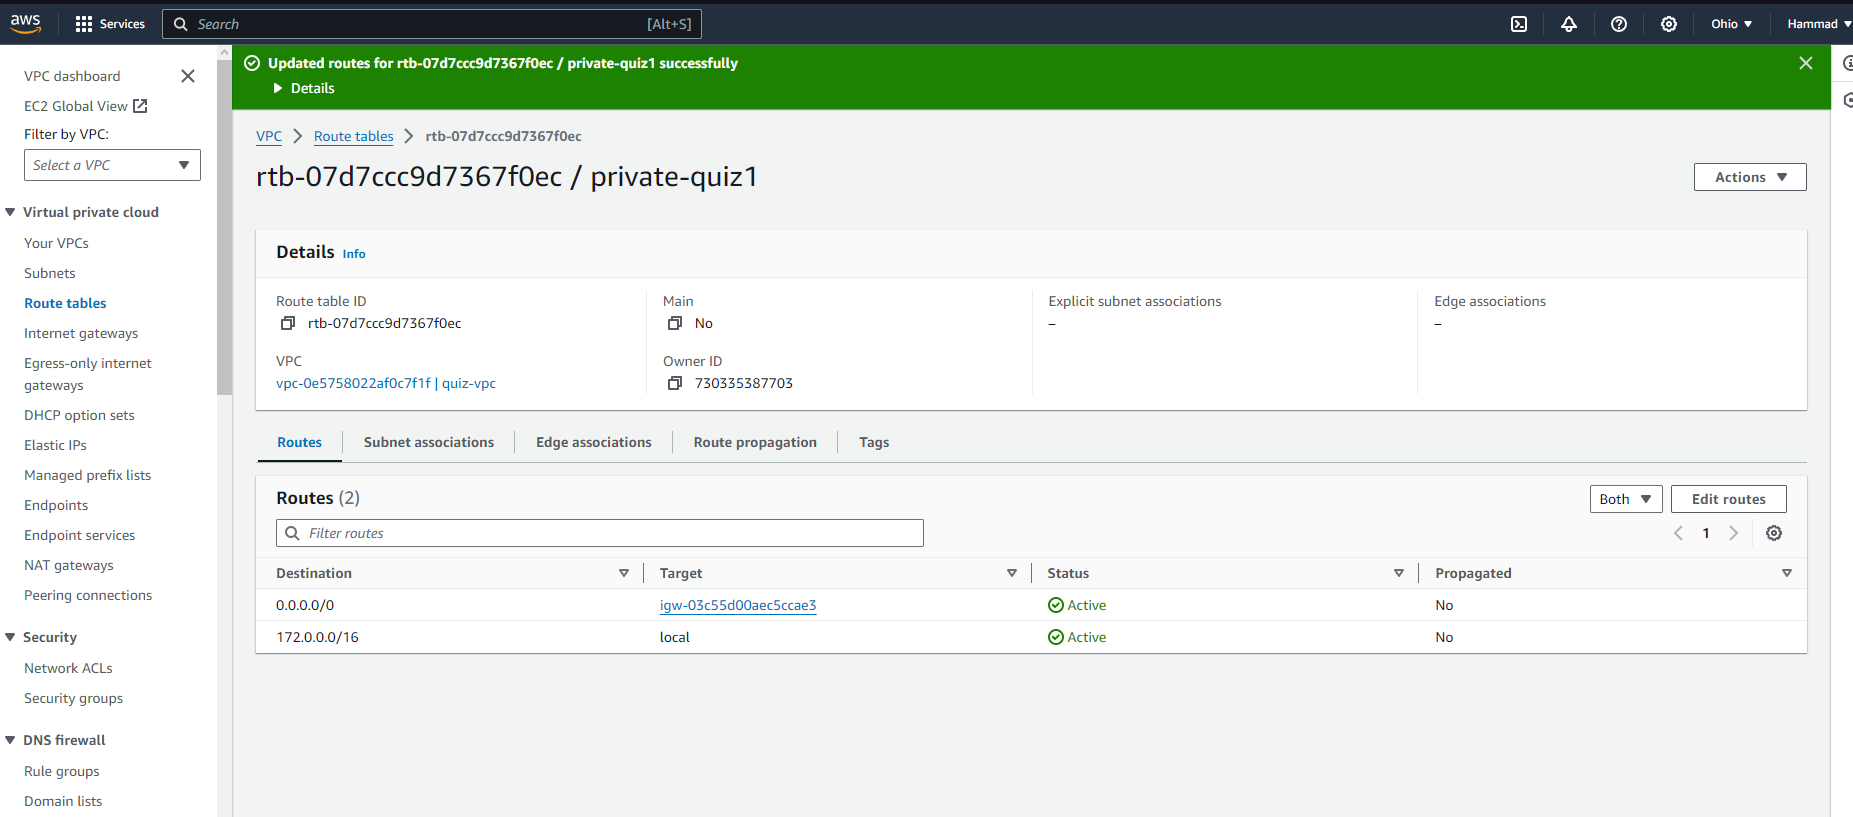 aws
Services
Search
[Alt+S]
Ohio
Hammad
VPC dashboard
EC2 Global View
Filter by VPC:
Select a VPC
Virtual private cloud
Your VPCs
Subnets
Route tables
Internet gateways
Egress-only internet
gateways
DHCP option sets
Elastic IPs
Managed prefix lists
Endpoints
Endpoint services
NAT gateways
Peering connections
Security
Network ACLs
Security groups
DNS firewall
Rule groups
Domain lists
Updated routes for rtb-07d7ccc9d7367f0ec / private-quiz1 successfully
Details
VPC
Route tables
rtb-07d7ccc9d7367f0ec
rtb-07d7ccc9d7367f0ec / private-quiz1
Actions
Details Info
Route table ID
rtb-07d7ccc9d7367f0ec
Main
No
Explicit subnet associations
–
Edge associations
–
VPC
vpc-0e5758022af0c7f1f | quiz-vpc
Owner ID
730335387703
Routes
Subnet associations
Edge associations
Route propagation
Tags
Routes (2)
Both
Edit routes
Filter routes
1
Destination Target Status Propagated
0.0.0.0/0 igw-03c55d00aec5ccae3 Active No
172.0.0.0/16 local Active No